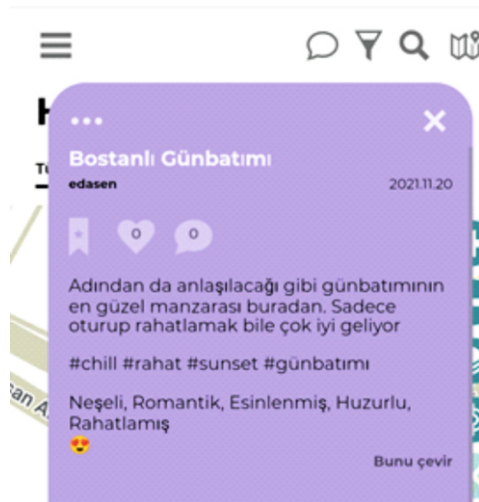 Bostanlı Günbatımı
edasen
2021.11.20
0
0
Adından da anlaşılacağı gibi günbatımının
en güzel manzarası buradan. Sadece
oturup rahatlamak bile çok iyi geliyor
#chill #rahat #sunset #günbatımı
Neşeli, Romantik, Esinlenmiş, Huzurlu,
Rahatlamış
😍
Bunu çevir